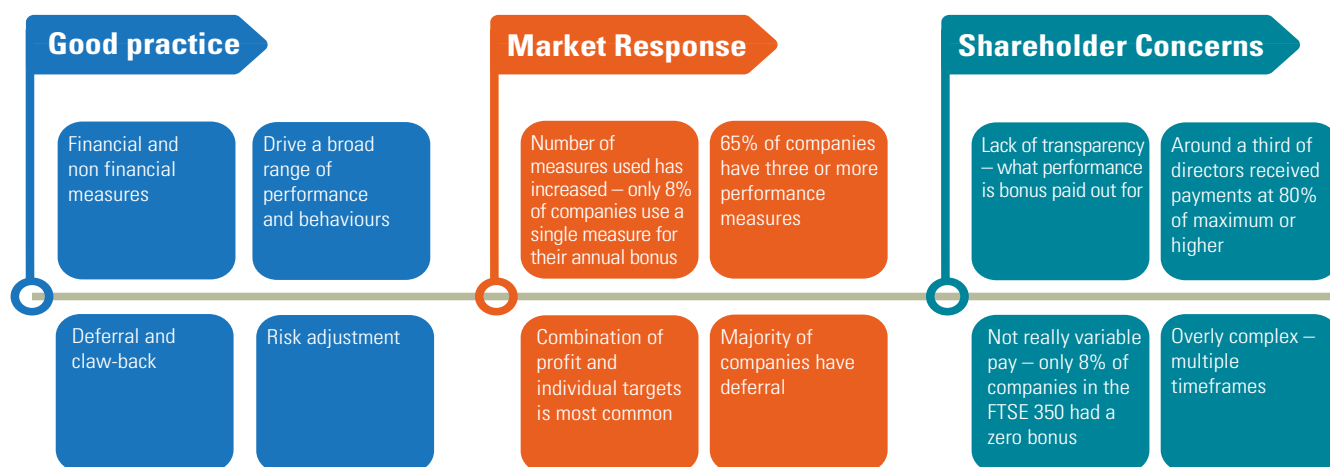 Good practice
Financial and
non financial
measures
Drive a broad
range of
performance
and behaviours
Deferral and
claw-back
Risk adjustment
Market Response
Number of
measures used has
increased – only 8%
of companies use a
single measure for
their annual bonus
65% of companies
have three or more
performance
measures
Combination of
profit and
individual targets
is most common
Majority of
companies have
deferral
Shareholder Concerns
Lack of transparency
– what performance
is bonus paid out for
Around a third of
directors received
payments at 80%
of maximum or
higher
Not really variable
pay – only 8% of
companies in the
FTSE 350 had a
zero bonus
Overly complex –
multiple
timeframes